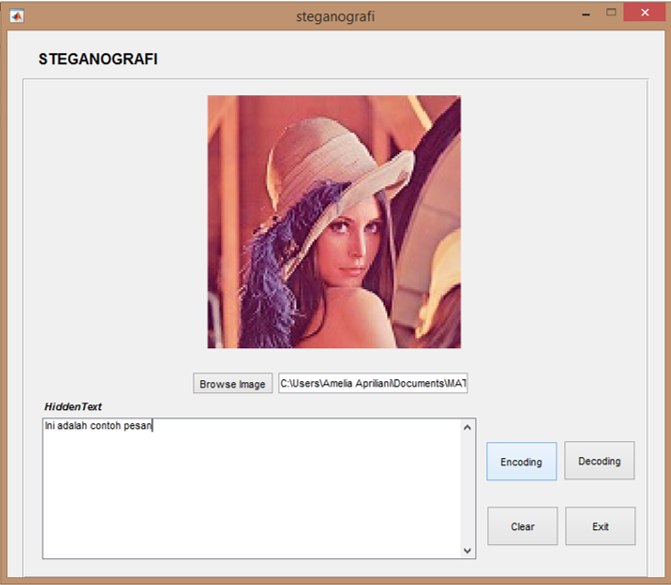 steganografi
STEGANOGRAFI
Browse Image
C:\Users\Amelia Apriliani\Documents\MAT
HiddenText
Ini adalah contoh pesan
Encoding
Decoding
Clear
Exit